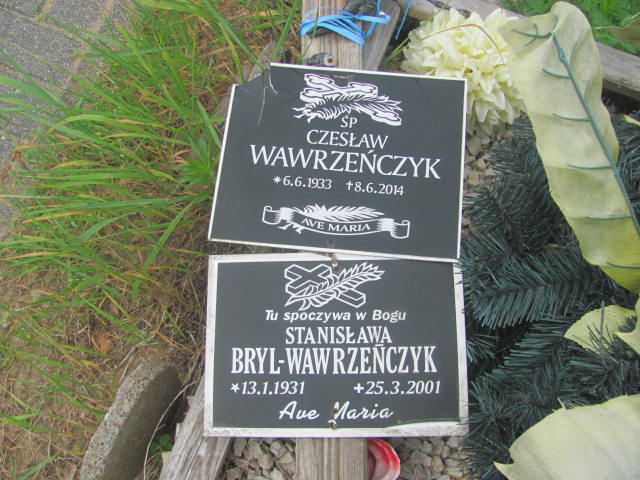 ŚP
CZESŁAW
WAWRZEŃCZYK
*6.6.1933 †8.6.2014
AVE MARIA
Tu spoczywa w Bogu
STANISŁAWA
BRYL-WAWRZEŃCZYK
*13.1.1931 +25.3.2001
Ave Maria